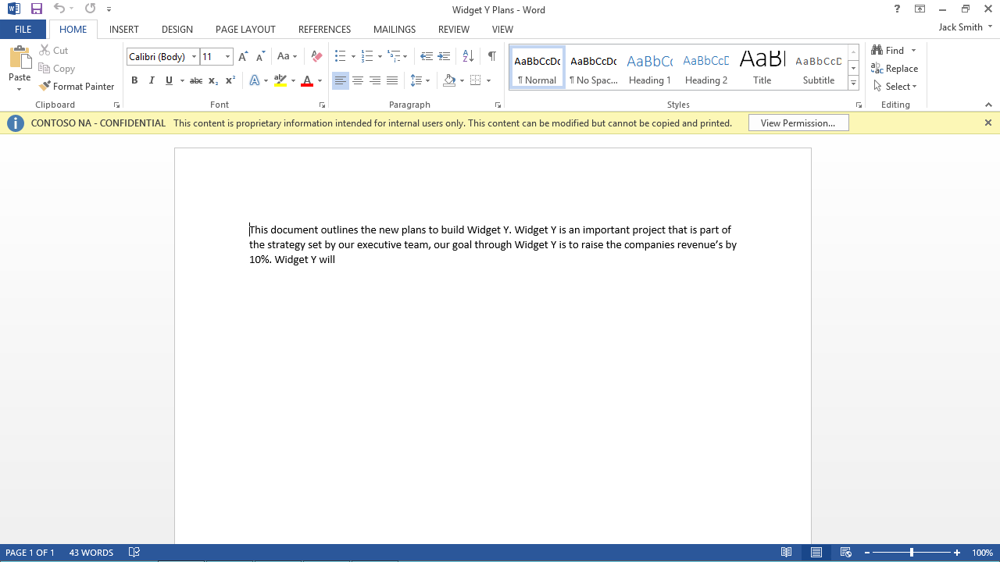 Widget Y Plans - Word
?
FILE HOME INSERT DESIGN PAGE LAYOUT REFERENCES MAILINGS REVIEW VIEW
Jack Smith
Paste
Cut
Copy
Format Painter
Clipboard
Calibri (Body) 11
Aa
B I U abc x₂ x²
A ab A
Font
Paragraph
AaBbCcDc AaBbCcDc AaBbCc AaBbCcD AaB AaBbCcD
¶ Normal ¶ No Spac... Heading 1 Heading 2 Title Subtitle
Styles
Find
Replace
Select
Editing
CONTOSO NA - CONFIDENTIAL This content is proprietary information intended for internal users only. This content can be modified but cannot be copied and printed. View Permission...
This document outlines the new plans to build Widget Y. Widget Y is an important project that is part of
the strategy set by our executive team, our goal through Widget Y is to raise the companies revenue’s by
10%. Widget Y will
PAGE 1 OF 1 43 WORDS
100%